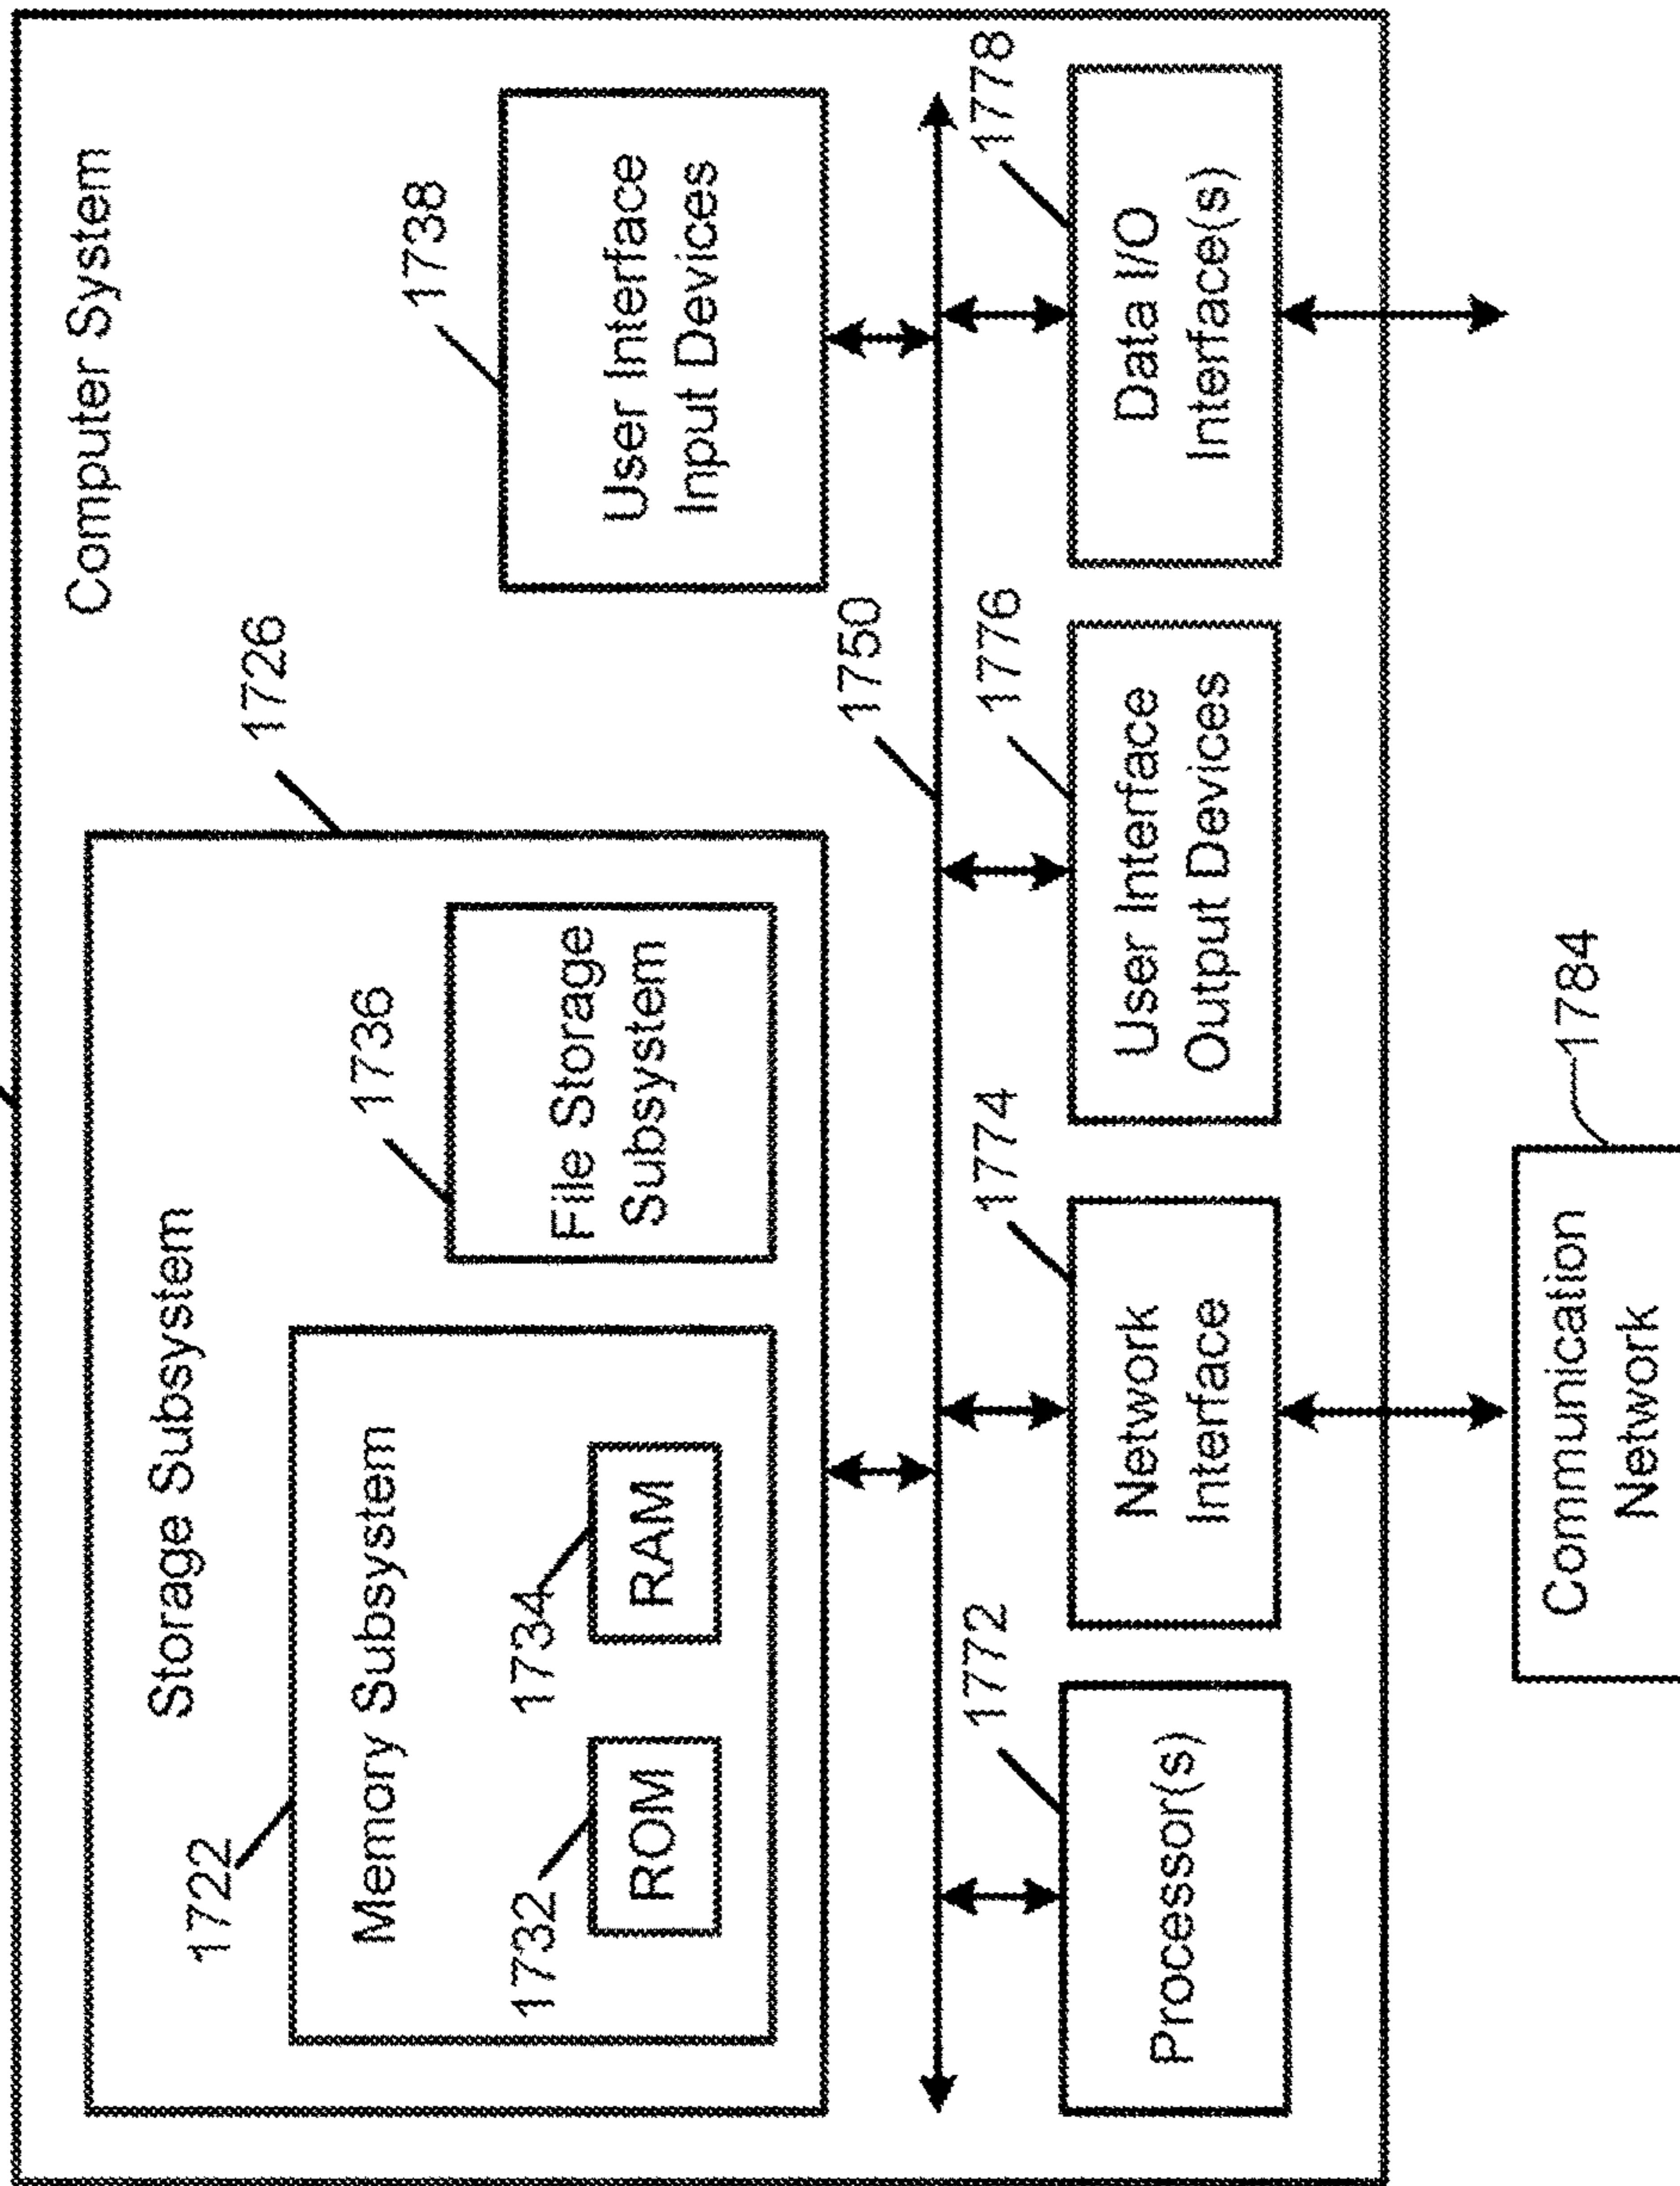 Computer System
Storage Subsystem
1726
1722
Memory Subsystem
1736
1738
1732
ROM
1734
RAM
File Storage
Subsystem
User Interface
Input Devices
1750
1772
1774
1776
1778
Processor(s)
Network
Interface
User Interface
Output Devices
Data I/O
Interface(s)
Communication
Network
1784